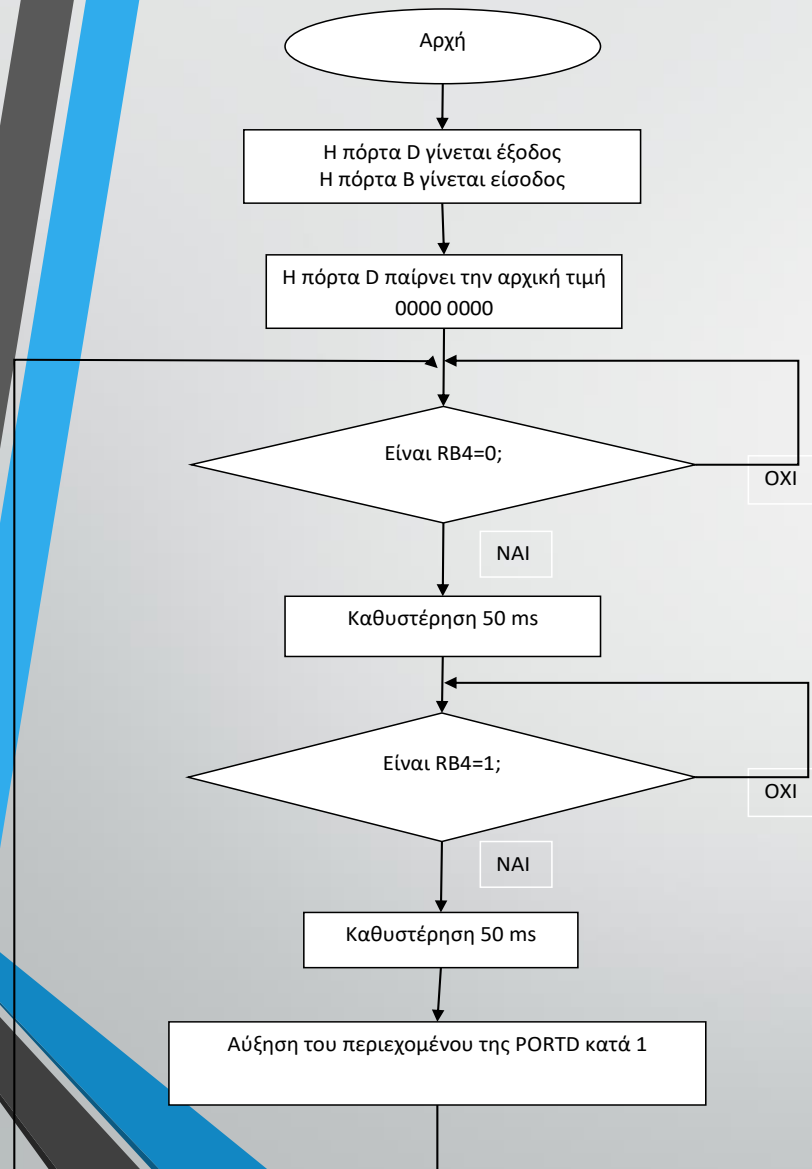 Αρχή
Η πόρτα D γίνεται έξοδος
Η πόρτα Β γίνεται είσοδος
Η πόρτα D παίρνει την αρχική τιμή
0000 0000
Είναι RB4=0;
ΟΧΙ
ΝΑΙ
Καθυστέρηση 50 ms
Είναι RB4=1;
ΟΧΙ
ΝΑΙ
Καθυστέρηση 50 ms
Αύξηση του περιεχομένου της PORTD κατά 1